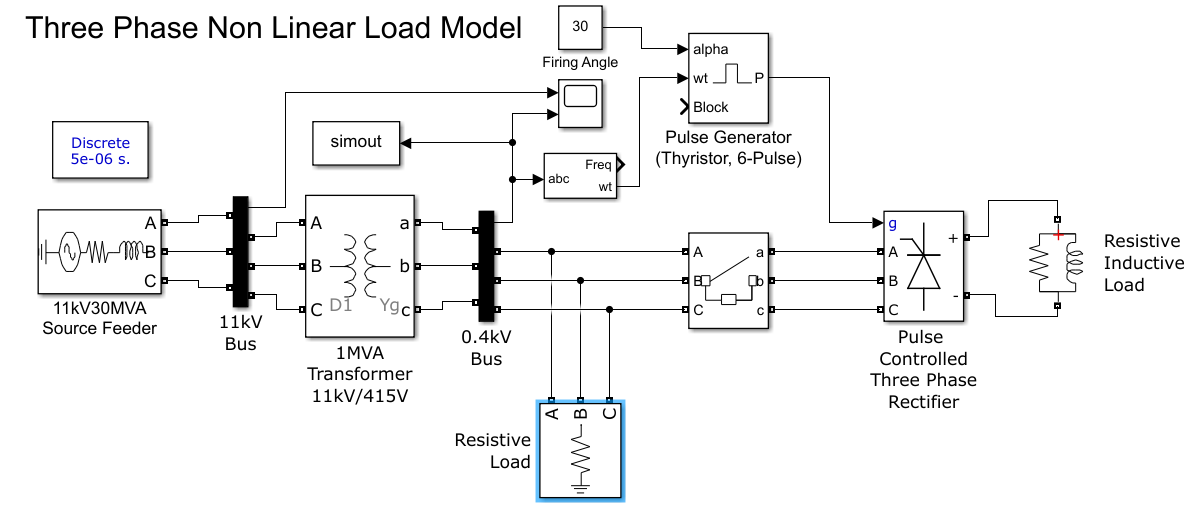 Three Phase Non Linear Load Model
30
Firing Angle
alpha
wt
P
Block
Pulse Generator
(Thyristor, 6-Pulse)
Discrete
5e-06 s.
simout
Freq
abc
wt
A
B
C
11kV30MVA
Source Feeder
11kV
Bus
A
B
C
a
b
c
D1
Yg
1MVA
Transformer
11kV/415V
0.4kV
Bus
A
B
C
a
b
c
g
A
B
C
+
-
Pulse
Controlled
Three Phase
Rectifier
Resistive
Inductive
Load
A
B
C
Resistive
Load